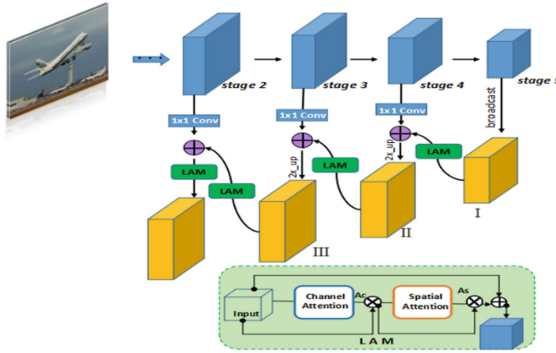 stage 2
stage 3
stage 4
stage 5
1x1 Conv
1x1 Conv
1x1 Conv
broadcast
2x_up
2x_up
LAM
LAM
LAM
LAM
I
II
III
Input
Channel
Attention
Ac
Spatial
Attention
As
LAM